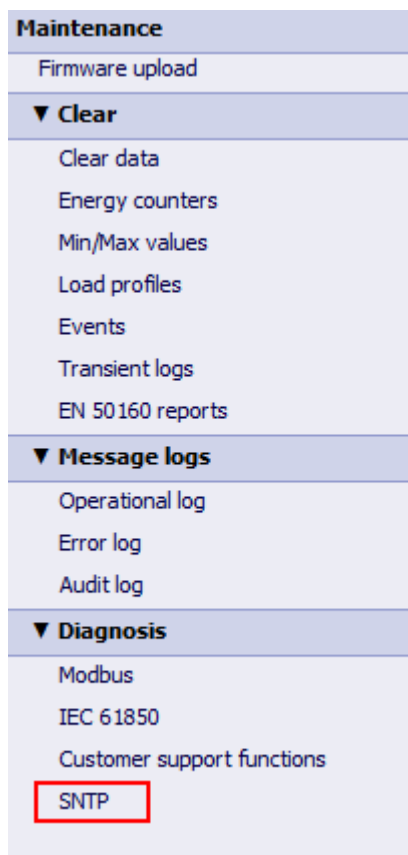 Maintenance
Firmware upload
▼ Clear
Clear data
Energy counters
Min/Max values
Load profiles
Events
Transient logs
EN 50160 reports
▼ Message logs
Operational log
Error log
Audit log
▼ Diagnosis
Modbus
IEC 61850
Customer support functions
SNTP